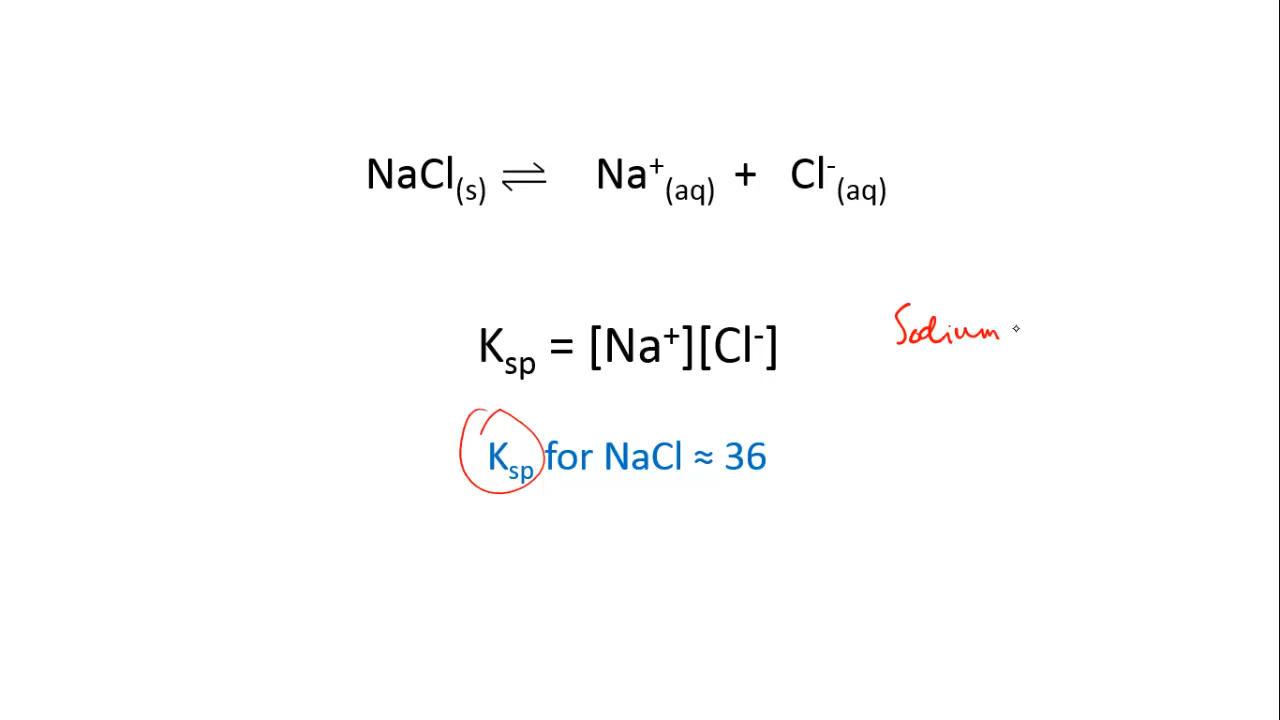 NaCl(s) ⇌ Na⁺(aq) + Cl⁻(aq)
Ksp = [Na⁺][Cl⁻]
Sodium
Ksp for NaCl ≈ 36